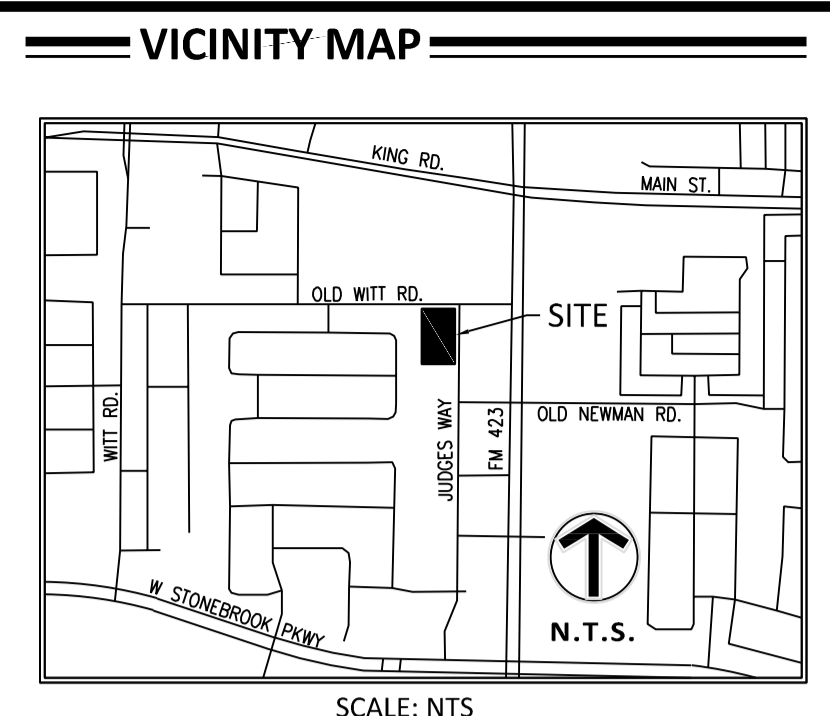 VICINITY MAP
KING RD.
MAIN ST.
OLD WITT RD.
SITE
WITT RD.
JUDGES WAY
FM 423
OLD NEWMAN RD.
W STONEBROOK PKWY
N.T.S.
SCALE: NTS